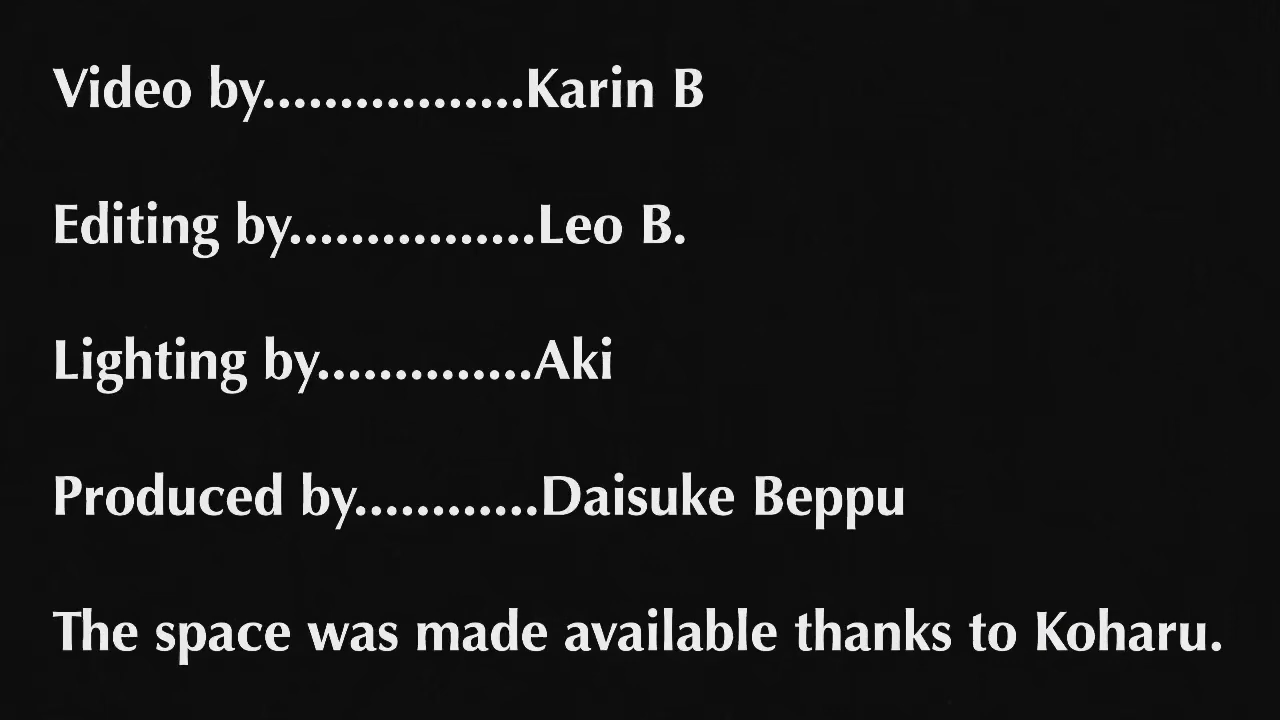 Video by.................Karin B
Editing by................Leo B.
Lighting by..............Aki
Produced by............Daisuke Beppu
The space was made available thanks to Koharu.